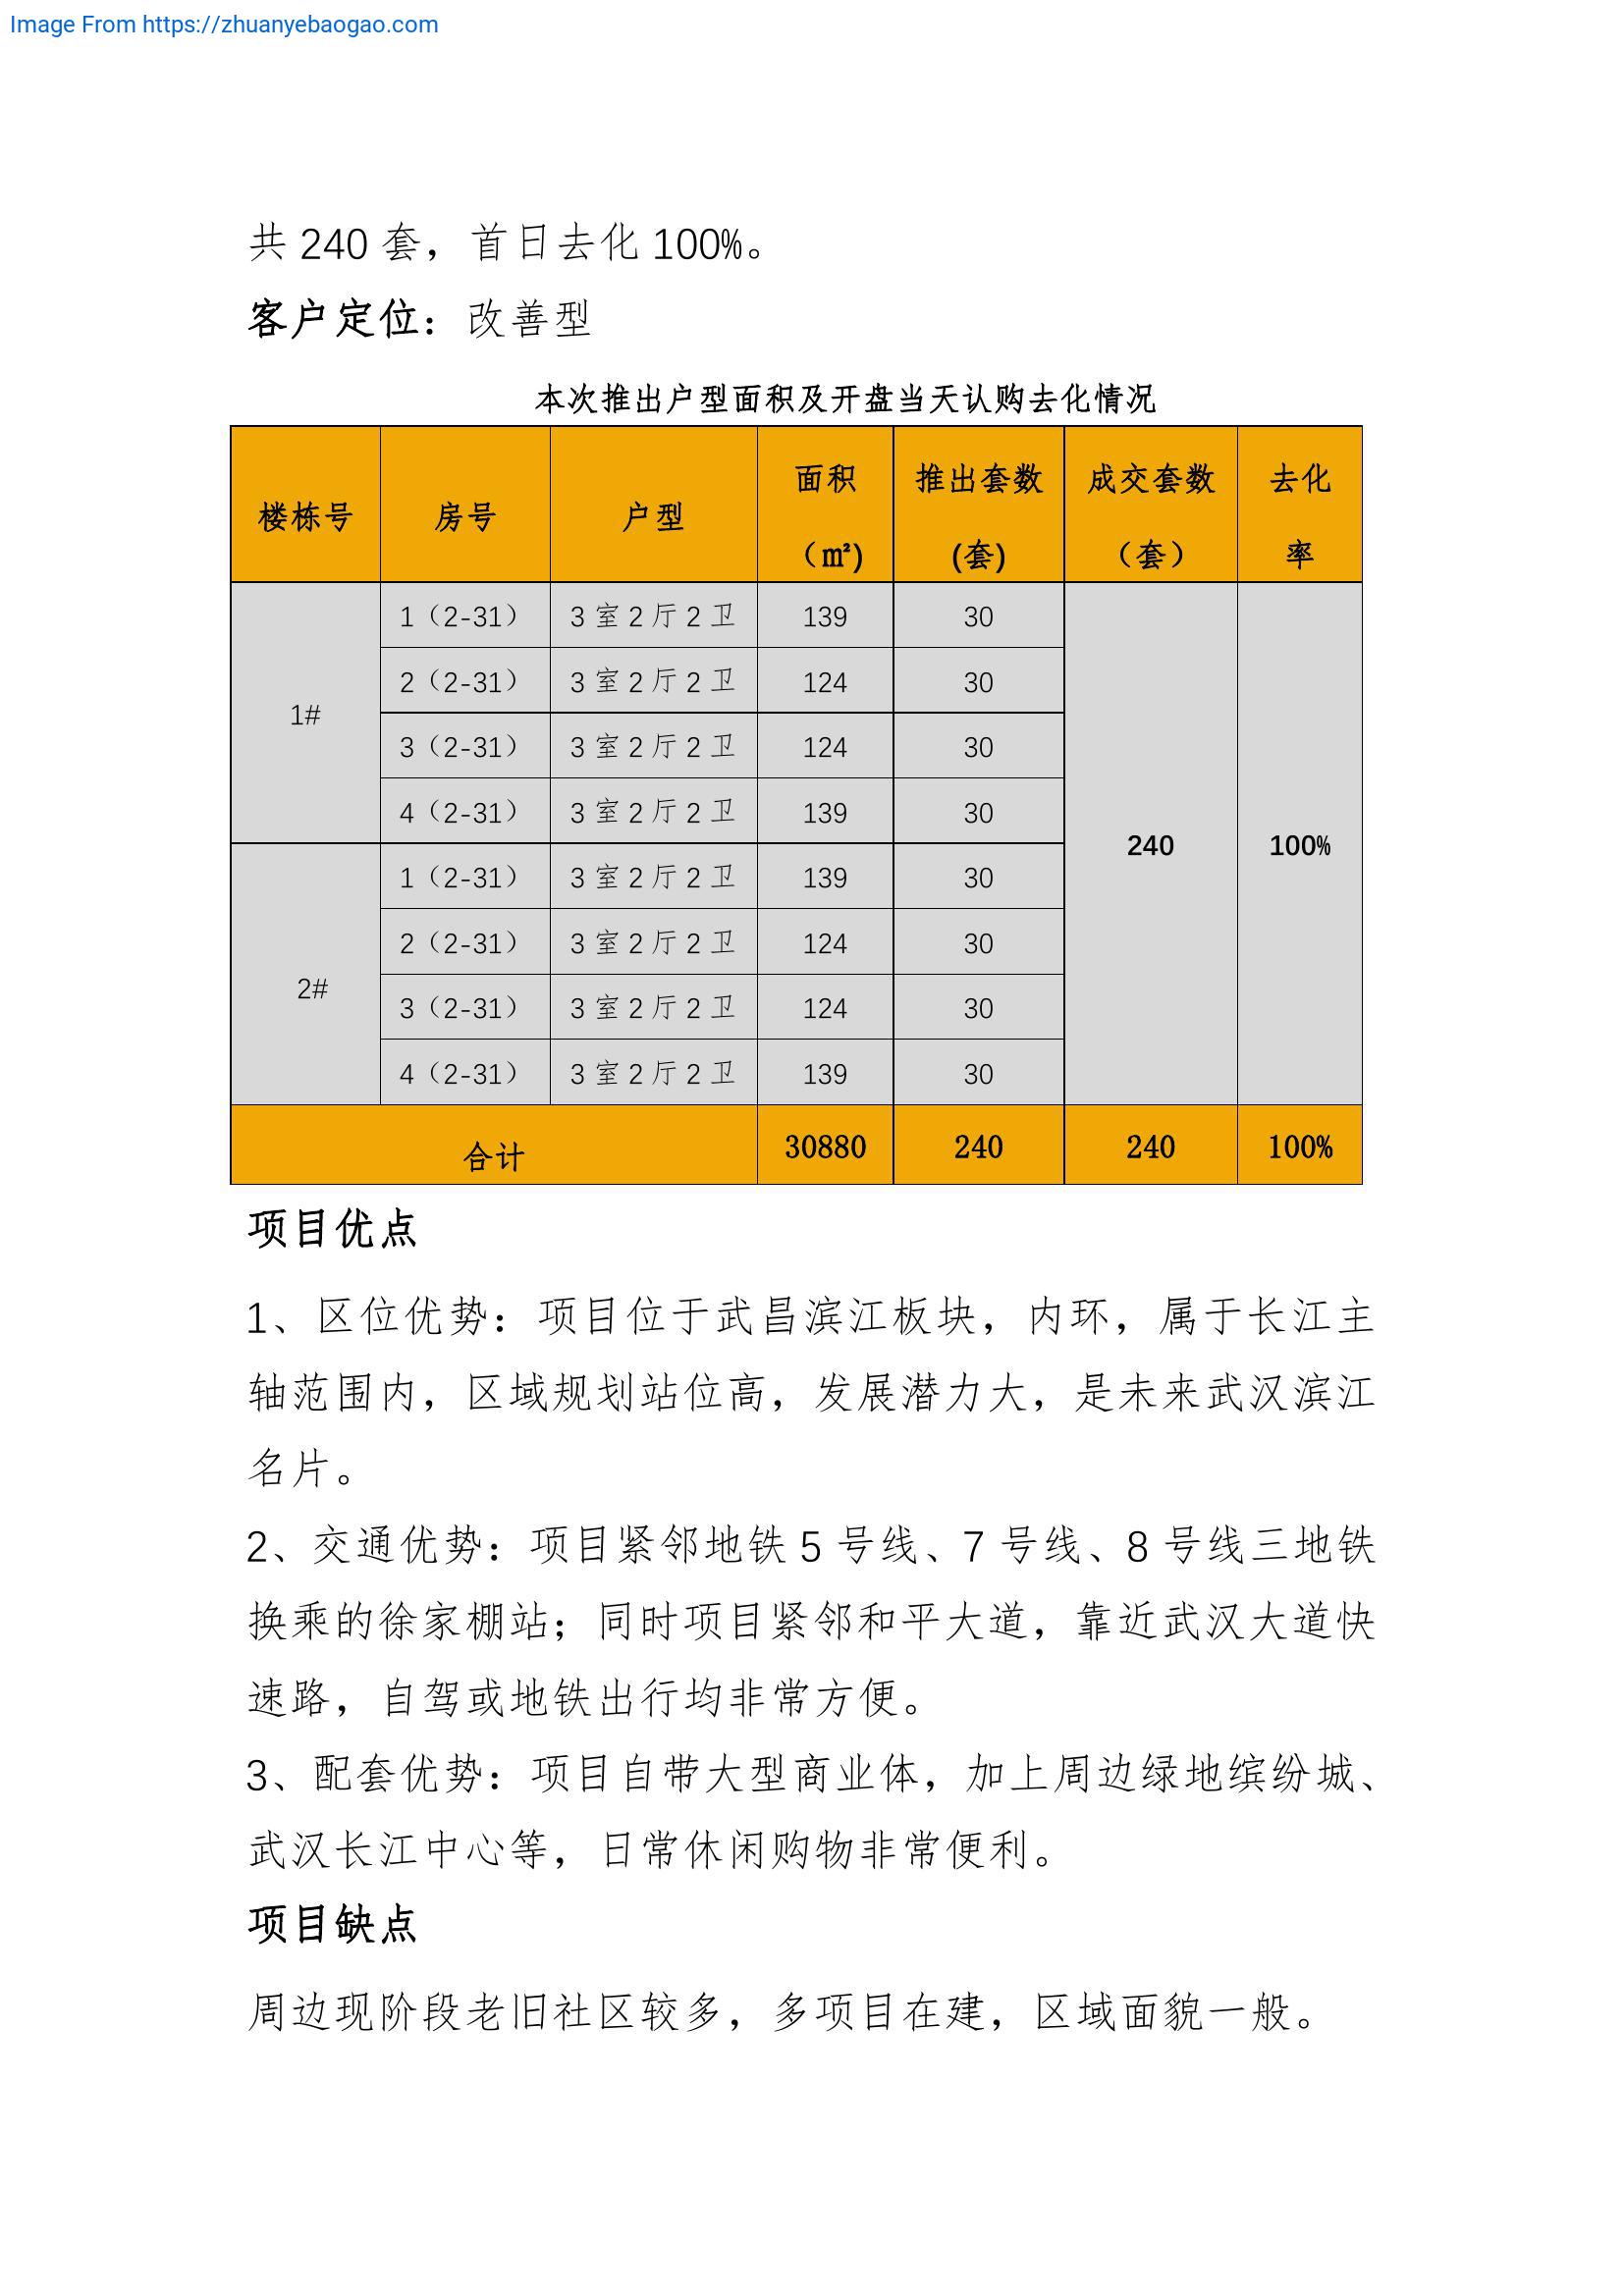 Image From https://zhuanyebaogao.com
共 240 套，首日去化 100%。
客户定位：改善型
本次推出户型面积及开盘当天认购去化情况
楼栋号 房号 户型 面积（㎡) 推出套数(套) 成交套数（套） 去化率
1# 1（2-31） 3 室 2 厅 2 卫 139 30 240 100%
2（2-31） 3 室 2 厅 2 卫 124 30
3（2-31） 3 室 2 厅 2 卫 124 30
4（2-31） 3 室 2 厅 2 卫 139 30
2# 1（2-31） 3 室 2 厅 2 卫 139 30
2（2-31） 3 室 2 厅 2 卫 124 30
3（2-31） 3 室 2 厅 2 卫 124 30
4（2-31） 3 室 2 厅 2 卫 139 30
合计 30880 240 240 100%
项目优点
1、区位优势：项目位于武昌滨江板块，内环，属于长江主
轴范围内，区域规划站位高，发展潜力大，是未来武汉滨江
名片。
2、交通优势：项目紧邻地铁 5 号线、7 号线、8 号线三地铁
换乘的徐家棚站；同时项目紧邻和平大道，靠近武汉大道快
速路，自驾或地铁出行均非常方便。
3、配套优势：项目自带大型商业体，加上周边绿地缤纷城、
武汉长江中心等，日常休闲购物非常便利。
项目缺点
周边现阶段老旧社区较多，多项目在建，区域面貌一般。